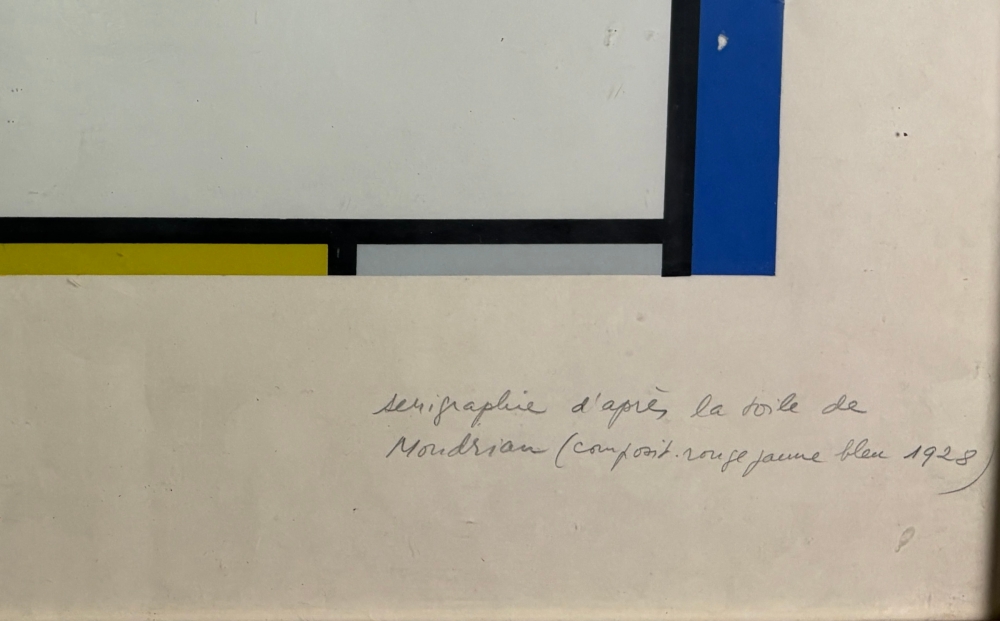 serigraphie d'après la toile de
Mondrian (composit. rouge jaune bleu 1928)